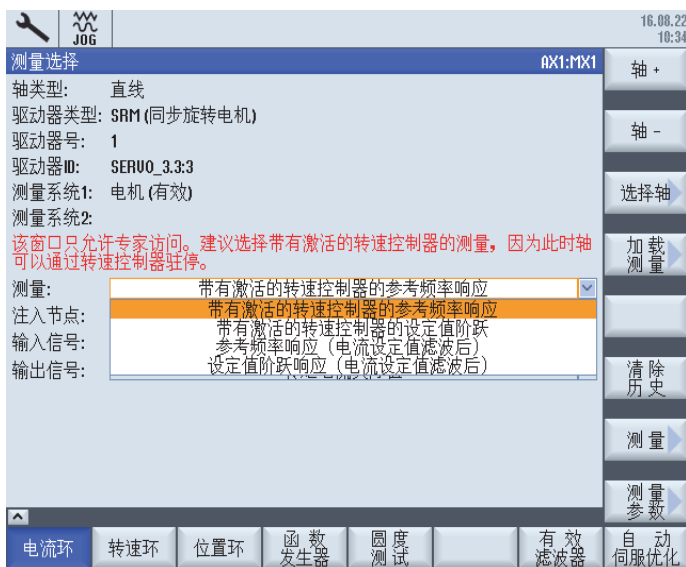 JOG
16.08.22
10:34
测量选择 AX1:MX1
轴类型: 直线
驱动器类型: SRM (同步旋转电机)
驱动器号: 1
驱动器ID: SERVO_3.3:3
测量系统1: 电机 (有效)
测量系统2:
该窗口只允许专家访问。建议选择带有激活的转速控制器的测量，因为此时轴
可以通过转速控制器驻停。
测量: 带有激活的转速控制器的参考频率响应
带有激活的转速控制器的参考频率响应
带有激活的转速控制器的设定值阶跃
参考频率响应（电流设定值滤波后）
设定值阶跃响应（电流设定值滤波后）
注入节点:
输入信号:
输出信号:
轴 +
轴 -
选择轴
加 载
测 量
清 除
历 史
测 量
测 量
参 数
电流环
转速环
位置环
函 数
发生器
圆 度
测 试
有 效
滤波器
自 动
伺服优化